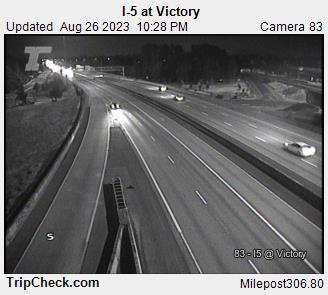 I-5 at Victory
Updated Aug 26 2023 10:28 PM Camera 83
S
83 - I5 @ Victory
TripCheck.com Milepost306.80